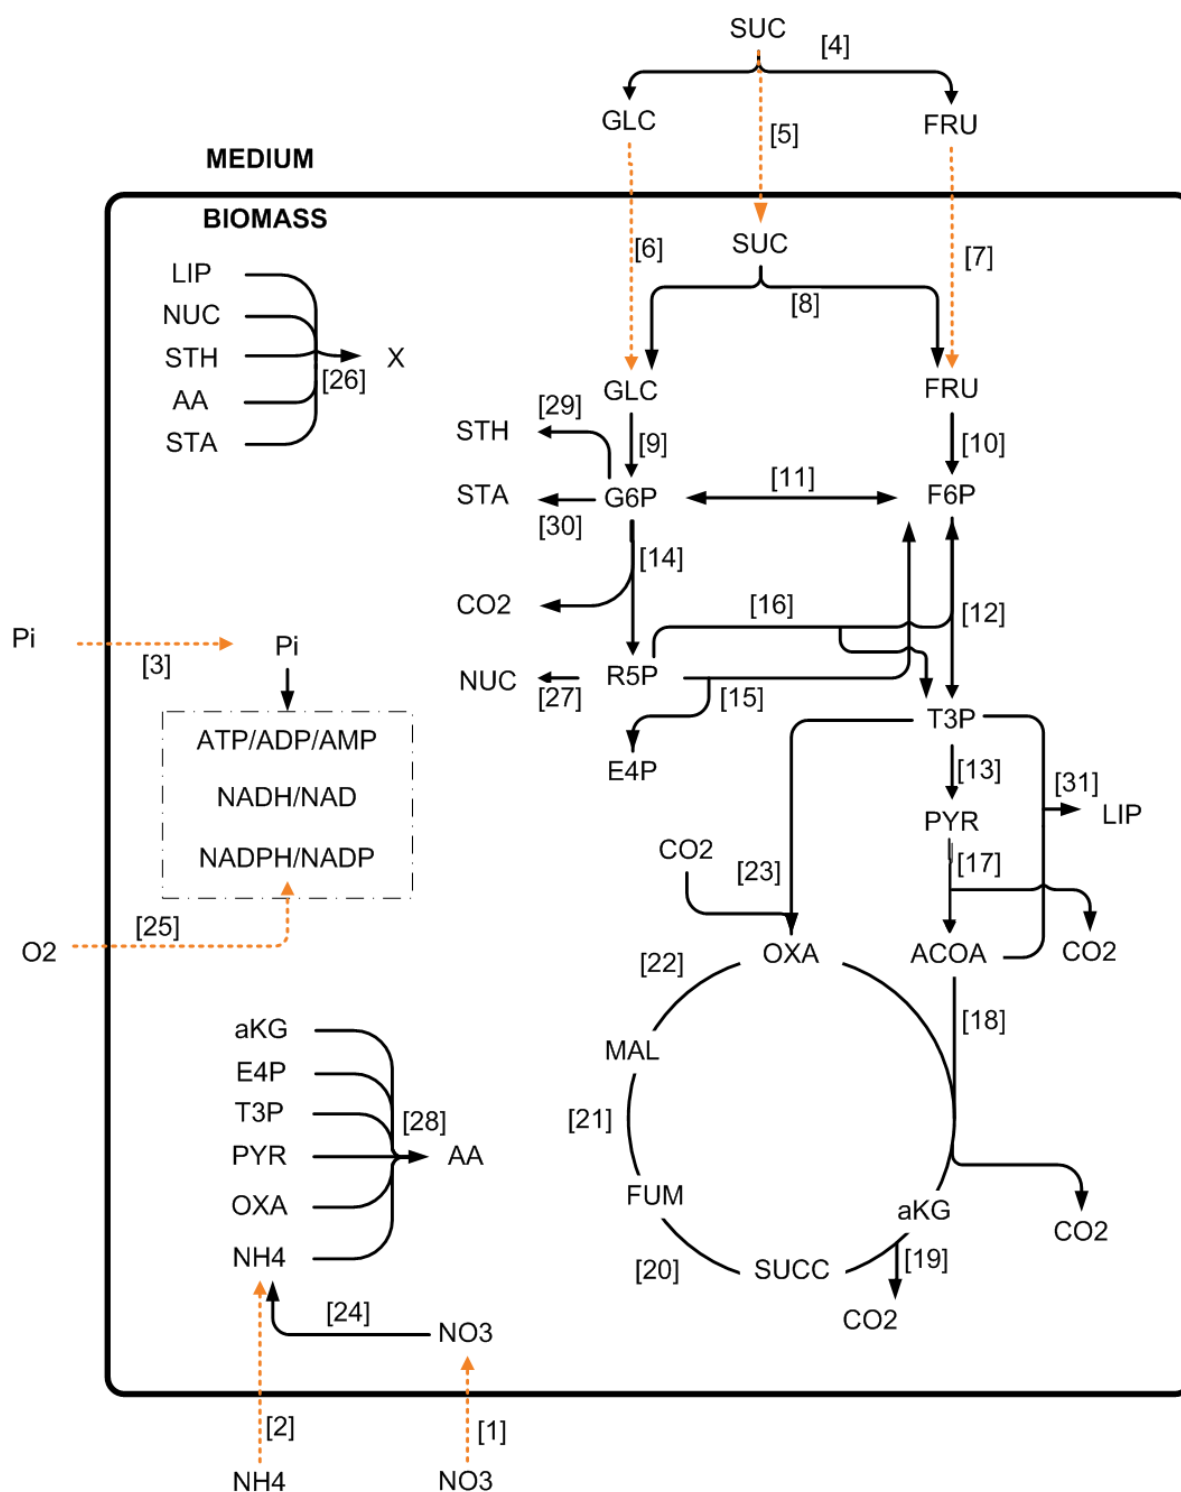 SUC
[4]
GLC
FRU
[5]
MEDIUM
BIOMASS
SUC
[6]
[7]
LIP
[8]
NUC
STH
X
[26]
AA
STA
GLC
FRU
[29]
STH
[9]
[10]
STA
G6P
[11]
F6P
[30]
[14]
CO2
[16]
[12]
Pi
[3]
Pi
NUC
[27]
R5P
[15]
T3P
ATP/ADP/AMP
E4P
[13]
[31]
NADH/NAD
PYR
LIP
NADPH/NADP
CO2
[23]
[17]
[25]
O2
[22]
OXA
ACOA
CO2
[18]
aKG
MAL
E4P
T3P
[28]
[21]
PYR
AA
OXA
FUM
aKG
CO2
NH4
[20]
SUCC
[19]
[24]
NO3
CO2
[2]
[1]
NH4
NO3